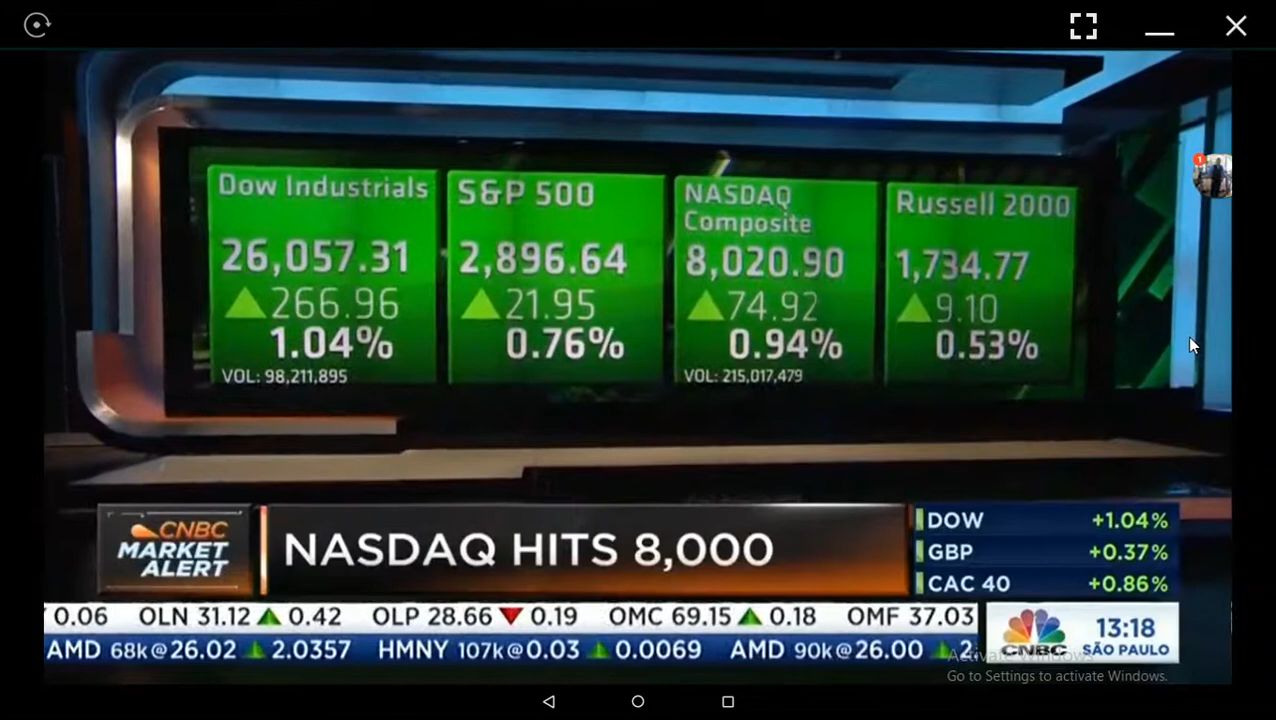 Dow Industrials
26,057.31
▲266.96
1.04%
VOL: 98,211,895
S&P 500
2,896.64
▲21.95
0.76%
NASDAQ
Composite
8,020.90
▲74.92
0.94%
VOL: 215,017,479
Russell 2000
1,734.77
▲9.10
0.53%
1
CNBC
MARKET
ALERT
NASDAQ HITS 8,000
DOW +1.04%
GBP +0.37%
CAC 40 +0.86%
0.06 OLN 31.12 ▲ 0.42 OLP 28.66 ▼ 0.19 OMC 69.15 ▲ 0.18 OMF 37.03
AMD 68k@26.02 ▲ 2.0357 HMNY 107k@0.03 ▲ 0.0069 AMD 90k@26.00 ▲ 2
13:18
SÃO PAULO
CNBC
Activate Windows
Go to Settings to activate Windows.